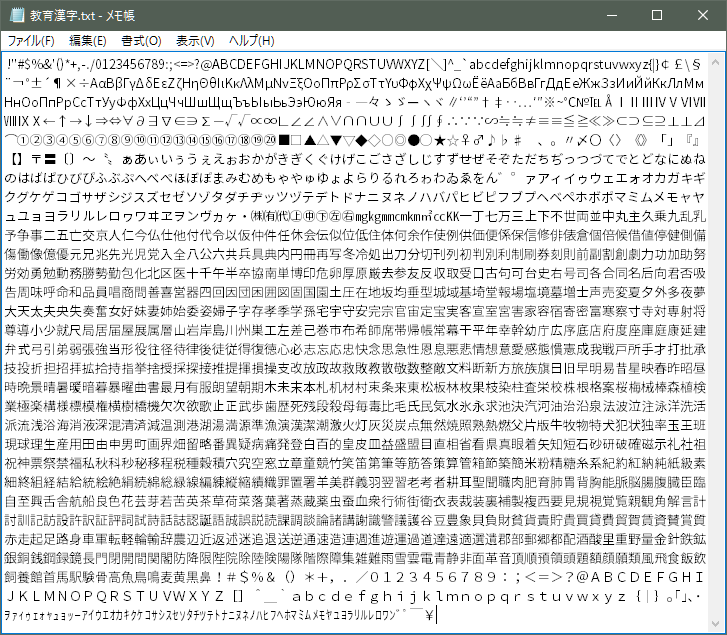 教育漢字.txt - メモ帳
ファイル(F) 編集(E) 書式(O) 表示(V) ヘルプ(H)
!"#$%&'()*+,-./0123456789:;<=>?@ABCDEFGHIJKLMNOPQRSTUVWXYZ[＼]^_`abcdefghijklmnopqrstuvwxyz{|}¢£§
¨¬°±´¶×÷ΑαΒβΓγΔδΕεΖζΗηΘθΙιΚκΛλΜμΝνΞξΟοΠπΡρΣσΤτΥυΦφΧχΨψΩωЁёАаБбВвГгДдЕеЖжЗзИиЙйКкЛлМм
НнОоПпРрСсТтУуФфХхЦцЧчШшЩщЪъЫыЬьЭэЮюЯя
←↑→↓⇒⇔∀∂∃∇∈∋∑
①②③④⑤⑥⑦⑧⑨⑩⑪⑫⑬⑭⑮⑯⑰⑱⑲⑳■□▲△▼▽◆◇○◎●◯★☆♀♂♪♭♯ 、。〃〆〇〈〉《》「」『』
【】〒〓〔〕〜〝〟ぁあぃいぅうぇえぉおかがきぎくぐけげこごさざしじすずせぜそぞただちぢっつづてでとどなにぬね
のはばぱひびぴふぶぷへべぺほぼぽまみむめもゃやゅゆょよらりるれろゎわゐゑをん゛゜ァアィイゥウェエォオカガキギ
クグケゲコゴサザシジスズセゼソゾタダチヂッツヅテデトドナニヌネノハバパヒビピフブプヘベペホボポマミムメモャヤ
ュユョヨラリルレロヮワヰヱヲンヴヵヶ・㈱㈲㈹㊤㊥㊦㊧㊨㎎㎏㎜㎝㎞㎡㏄㏍一丁七万三上下不世両並中丸主久乗九乱乳
予争事二五亡交京人仁今仏仕他付代令以仮仲件任休会伝似位低住体何余作使例供価便係保信修俳俵倉個倍候借値停健側備
傷働像億優元兄兆先光児党入全八公六共兵具典内円冊再写冬冷処出刀分切刊列初判別利制刷券刻則前副割創劇力功加助努
労効勇勉動務勝勢勤包化北区医十千午半卒協南単博印危卵厚原厳去参友反収取受口古句可台史右号司各合同名后向君否吸
告周味呼命和品員唱商問善喜営器四回因団困囲図固国園土圧在地坂均垂型城域基埼堂報場塩境墓増士声売変夏夕外多夜夢
大天太夫央失奏奮女好妹妻姉始委姿婦子字存孝季学孫宅宇守安完宗官宙定宝実客宣室宮害家容宿寄密富寒察寸寺対専射将
尊導小少就尺局居届屋展属層山岩岸島川州巣工左差己巻市布希師席帯帰帳常幕干平年幸幹幼庁広序底店府度座庫庭康延建
弁式弓引弟弱張強当形役往径待律後徒従得復徳心必志忘応忠快念思急性恩息悪悲情想意愛感態慣憲成我戦戸所手才打批承
技投折担招拝拡拾持指挙捨授採探接推提揮損操支改放政故救敗教散敬数整敵文料断新方旅族旗日旧早明易昔星映春昨昭昼
時晩景晴暑暖暗暮暴曜曲書最月有服朗望朝期木未末本札机材村束条来東松板林枚果枝染柱査栄校株根格案桜梅械棒森植検
業極楽構様標模権横樹橋機欠次欲歌止正武歩歴死残段殺母毎毒比毛氏民気水氷永求池決汽河油治沿泉法波泣注泳洋洗活
派流浅浴海消液深混清済減温測港湖湯満源準漁演漢潔潮激火灯灰災炭点無然焼照熟熱燃父片版牛牧物特犬犯状独率玉王班
現球理生産用田由申男町画界畑留略番異疑病痛発登白百的皇皮皿益盛盟目直相省看県真眼着矢知短石砂研破確磁示礼社祖
祝神票祭禁福私秋科秒秘移程税種穀積穴究空窓立章童競竹笑笛第筆等筋答策算管箱節築簡米粉精糖糸系紀約紅納純紙級素
細終組経結給統絵絶絹続綿総緑線編練縦縮績織罪置署羊美群義羽翌習老考者耳聖聞職肉肥育肺胃背胸能脈脳腸腹臓臣臨
自至興舌舎航船良色花芸芽若苦英茶草荷菜落葉著蒸蔵薬虫蚕血衆行術街衛衣表裁装裏補製複西要見規視覚覧親観角解言計
討訓記訪設許訳証評詞試詩話誌認誕語誠誤説読課調談論諸講謝識警議護谷豆豊象貝負財貧貨責貯貴買貸費貿賀賃資賛賞質
赤走起足路身車軍転軽輪輸辞農辺近返述迷追退送逆通速造連週進遊運過道達遠適選遺郡部郵郷都配酒酸里重野量金針鉄鉱
銀銅銭鋼録鏡長門閉開間関閣防降限陛院除陸険陽隊階際障集雑難雨雪雲電青静非面革音頂順預領頭題額顔願類風飛食飯飲
飼養館首馬駅験骨高魚鳥鳴麦黄黒鼻！＃＄％＆（）＊＋，．／０１２３４５６７８９：；＜＝＞？＠ＡＢＣＤＥＦＧＨＩ
ＪＫＬＭＮＯＰＱＲＳＴＵＶＷＸＹＺ［］＾＿｀ａｂｃｄｅｆｇｈｉｊｋｌｍｎｏｐｑｒｓｔｕｖｗｘｙｚ｛｜｝｡｢｣､･
ｦｧｨｩｪｫｬｭｮｯｰｱｲｳｴｵｶｷｸｹｺｻｼｽｾｿﾀﾁﾂﾃﾄﾅﾆﾇﾈﾉﾊﾋﾌﾍﾎﾏﾐﾑﾒﾓﾔﾕﾖﾗﾘﾙﾚﾛﾜﾝﾞﾟ￣￥